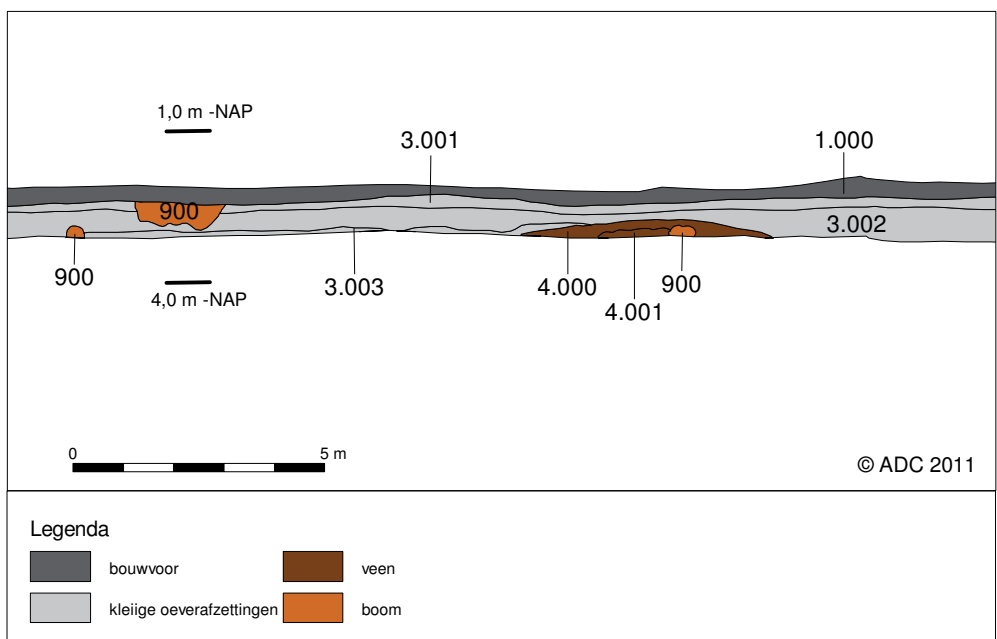 1,0 m -NAP
3.001
1.000
900
3.002
900
4,0 m -NAP
3.003
4.000
900
4.001
0
5 m
© ADC 2011
Legenda
bouwvoor
veen
kleiige oeverafzettingen
boom